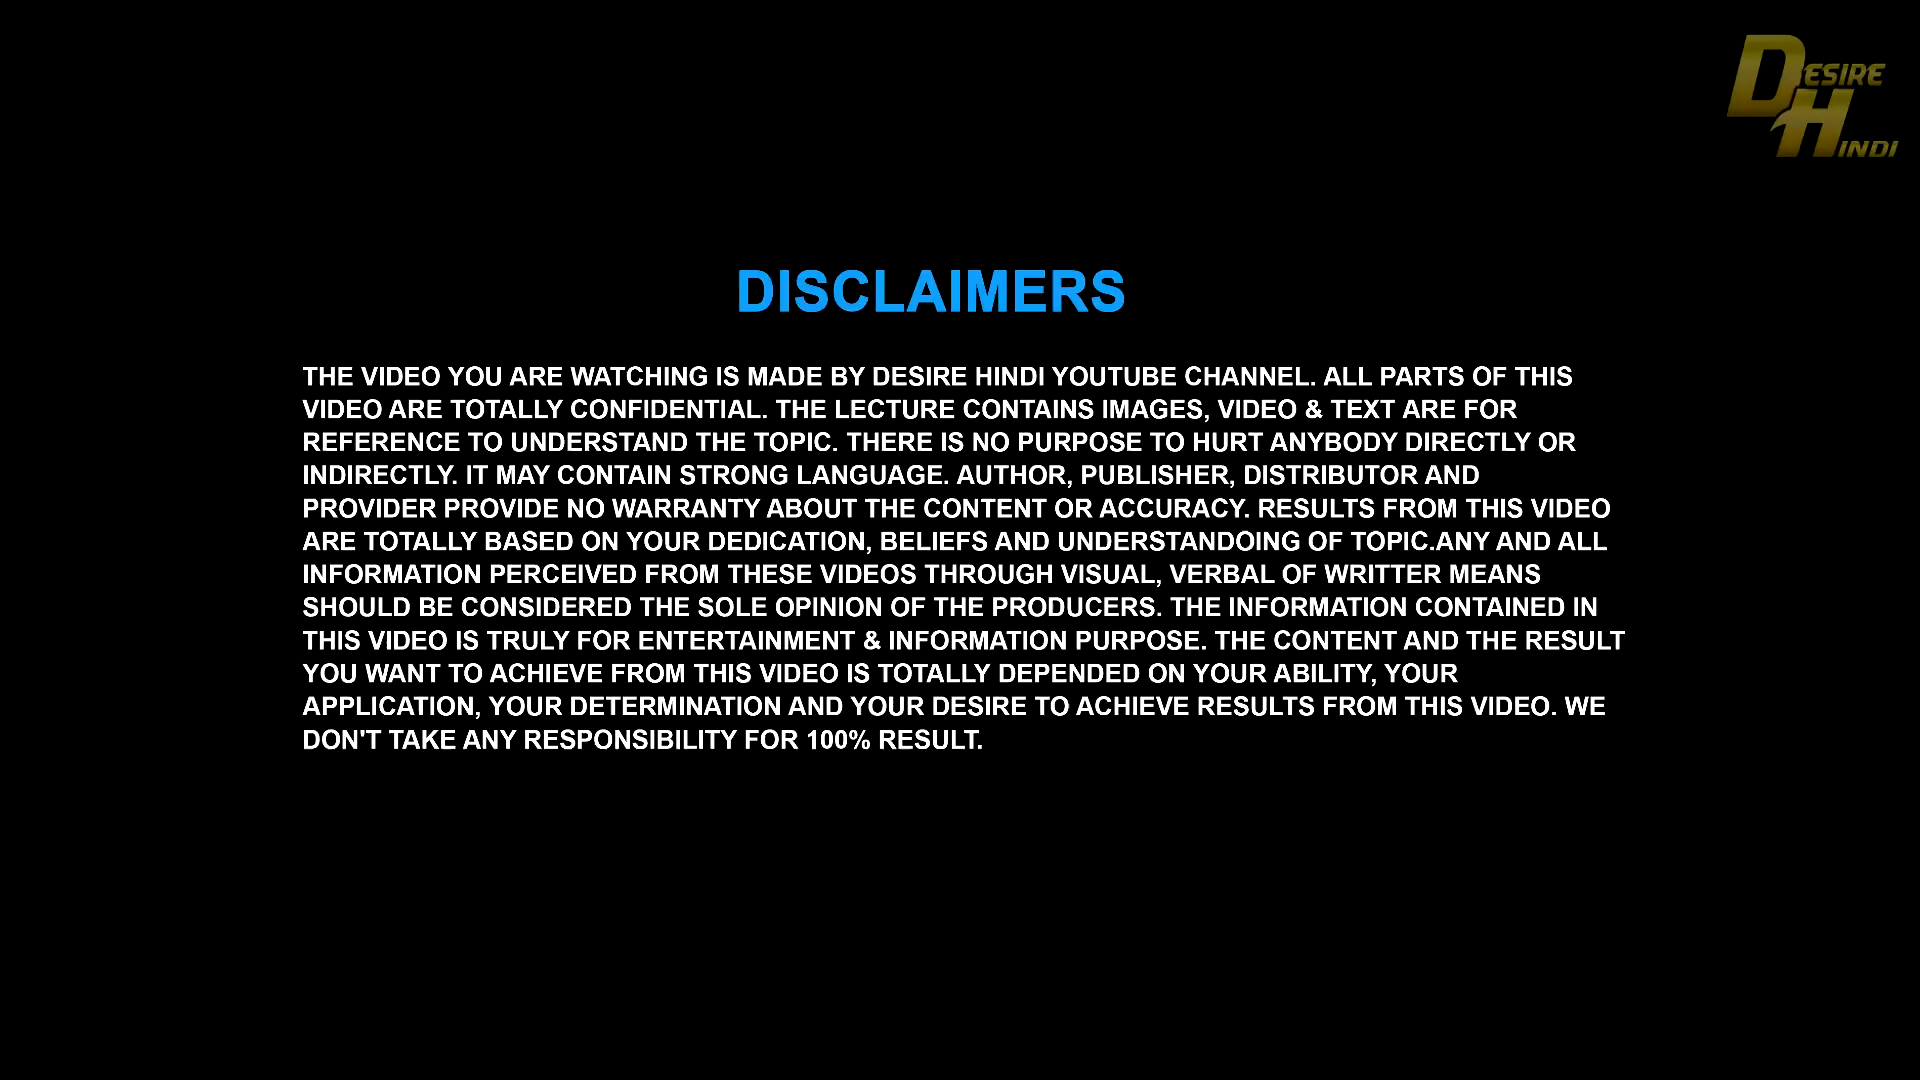 DESIRE
HINDI
DISCLAIMERS
THE VIDEO YOU ARE WATCHING IS MADE BY DESIRE HINDI YOUTUBE CHANNEL. ALL PARTS OF THIS
VIDEO ARE TOTALLY CONFIDENTIAL. THE LECTURE CONTAINS IMAGES, VIDEO & TEXT ARE FOR
REFERENCE TO UNDERSTAND THE TOPIC. THERE IS NO PURPOSE TO HURT ANYBODY DIRECTLY OR
INDIRECTLY. IT MAY CONTAIN STRONG LANGUAGE. AUTHOR, PUBLISHER, DISTRIBUTOR AND
PROVIDER PROVIDE NO WARRANTY ABOUT THE CONTENT OR ACCURACY. RESULTS FROM THIS VIDEO
ARE TOTALLY BASED ON YOUR DEDICATION, BELIEFS AND UNDERSTANDOING OF TOPIC.ANY AND ALL
INFORMATION PERCEIVED FROM THESE VIDEOS THROUGH VISUAL, VERBAL OF WRITTER MEANS
SHOULD BE CONSIDERED THE SOLE OPINION OF THE PRODUCERS. THE INFORMATION CONTAINED IN
THIS VIDEO IS TRULY FOR ENTERTAINMENT & INFORMATION PURPOSE. THE CONTENT AND THE RESULT
YOU WANT TO ACHIEVE FROM THIS VIDEO IS TOTALLY DEPENDED ON YOUR ABILITY, YOUR
APPLICATION, YOUR DETERMINATION AND YOUR DESIRE TO ACHIEVE RESULTS FROM THIS VIDEO. WE
DON'T TAKE ANY RESPONSIBILITY FOR 100% RESULT.